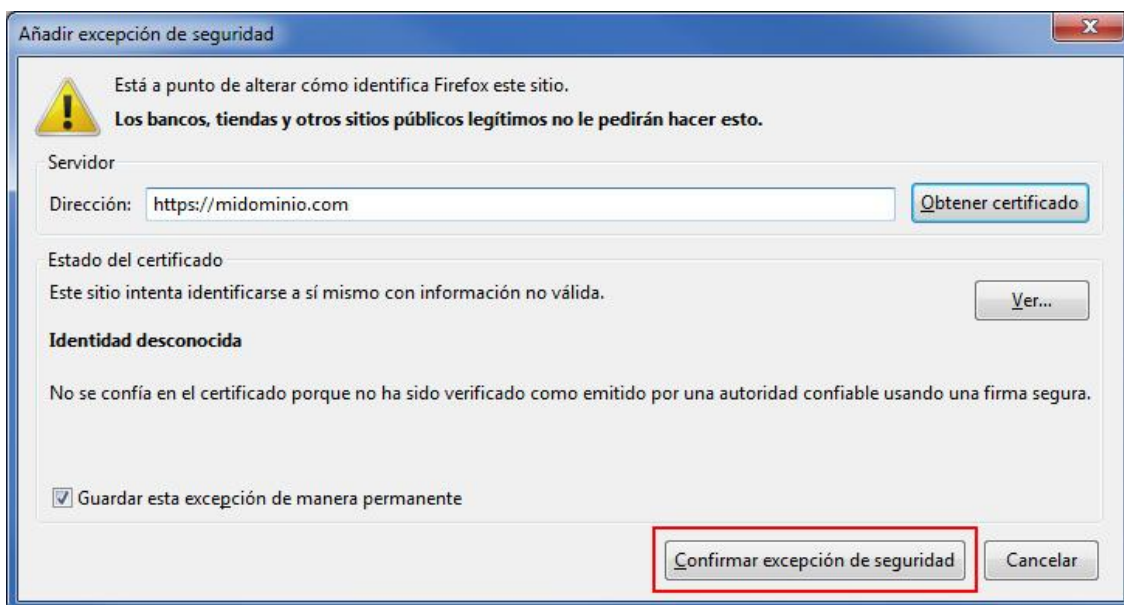 Añadir excepción de seguridad
Está a punto de alterar cómo identifica Firefox este sitio.
Los bancos, tiendas y otros sitios públicos legítimos no le pedirán hacer esto.
Servidor
Dirección: https://midominio.com Obtener certificado
Estado del certificado
Este sitio intenta identificarse a sí mismo con información no válida.
Ver...
Identidad desconocida
No se confía en el certificado porque no ha sido verificado como emitido por una autoridad confiable usando una firma segura.
Guardar esta excepción de manera permanente
Confirmar excepción de seguridad Cancelar